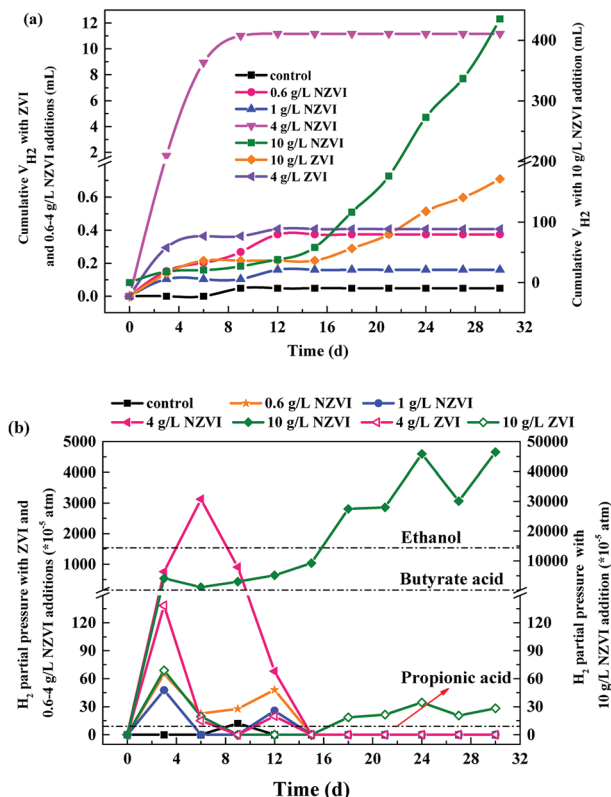 (a)
12
10
8
6
4
2
0.6
0.4
0.2
0.0
Cumulative V_H2 with ZVI
and 0.6-4 g/L NZVI additions (mL)
control
0.6 g/L NZVI
1 g/L NZVI
4 g/L NZVI
10 g/L NZVI
10 g/L ZVI
4 g/L ZVI
400
300
200
100
0
Cumulative V_H2 with 10 g/L NZVI addition (mL)
0 4 8 12 16 20 24 28 32
Time (d)
control 0.6 g/L NZVI 1 g/L NZVI
4 g/L NZVI 10 g/L NZVI 4 g/L ZVI 10 g/L ZVI
(b)
5000
4000
3000
2000
1000
120
90
60
30
0
H2 partial pressure with ZVI and
0.6-4 g/L NZVI additions (*10-5 atm)
Ethanol
Butyrate acid
Propionic acid
50000
40000
30000
20000
10000
120
90
60
30
0
H2 partial pressure with
10 g/L NZVI addition (*10-5 atm)
0 4 8 12 16 20 24 28 32
Time (d)